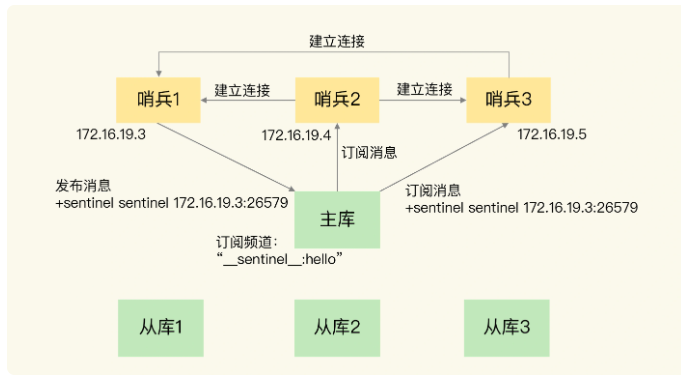 建立连接
哨兵1
建立连接
哨兵2
建立连接
哨兵3
172.16.19.3
172.16.19.4
172.16.19.5
订阅消息
发布消息
+sentinel sentinel 172.16.19.3:26579
订阅消息
+sentinel sentinel 172.16.19.3:26579
主库
订阅频道：
“__sentinel__:hello”
从库1
从库2
从库3